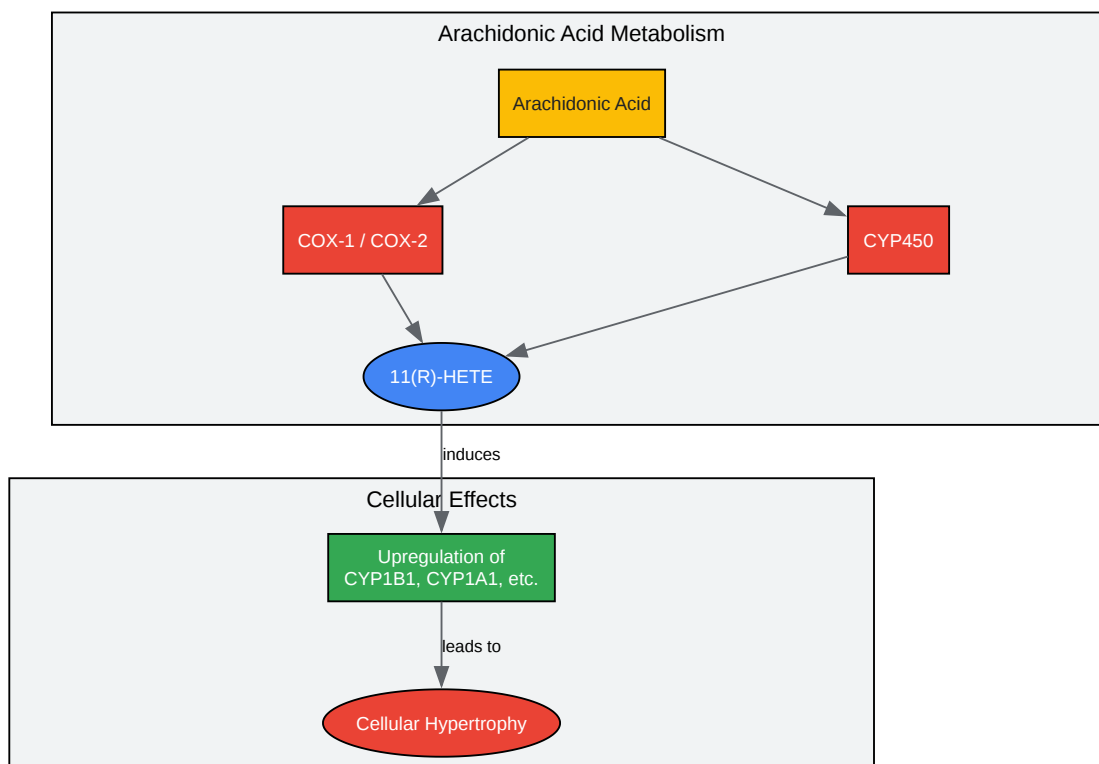 Arachidonic Acid Metabolism
Arachidonic Acid
COX-1 / COX-2
CYP450
11(R)-HETE
induces
Cellular Effects
Upregulation of
CYP1B1, CYP1A1, etc.
leads to
Cellular Hypertrophy